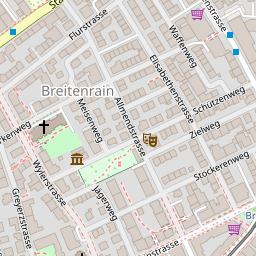 Flurstrasse
Waffenweg
Breitenrain
Elisabethenstrasse
Allmendstrasse
Meisenweg
Schützenweg
Zielweg
Wylerstrasse
Stockerenweg
Greyerzstrasse
Jägerweg